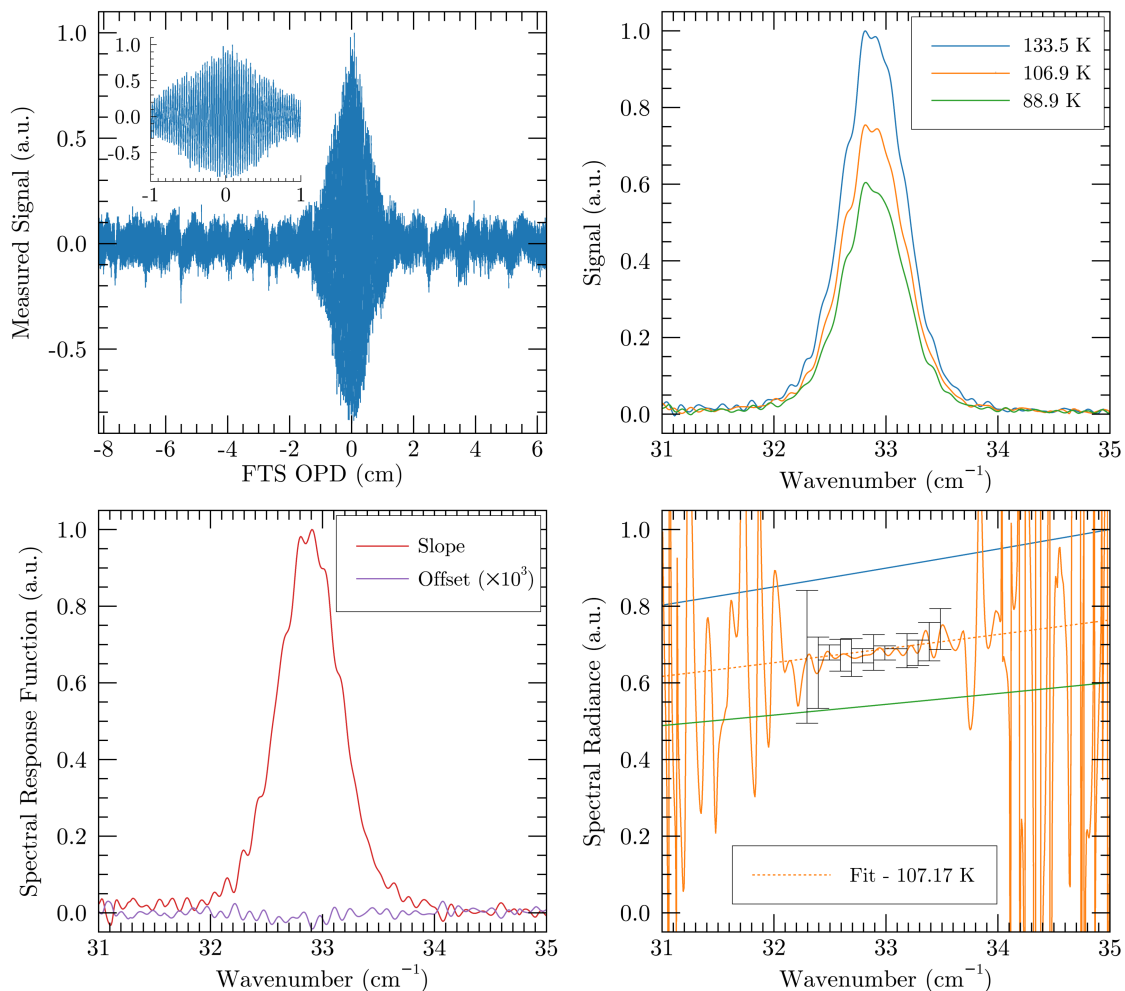 1.0
0.5
0.0
-0.5
Measured Signal (a.u.)
1.0
0.5
0.0
-0.5
-1 0 1
-8 -6 -4 -2 0 2 4 6
FTS OPD (cm)
1.0
0.8
0.6
0.4
0.2
0.0
Signal (a.u.)
133.5 K
106.9 K
88.9 K
31 32 33 34 35
Wavenumber (cm⁻¹)
1.0
0.8
0.6
0.4
0.2
0.0
Spectral Response Function (a.u.)
Slope
Offset (×10³)
31 32 33 34 35
Wavenumber (cm⁻¹)
1.0
0.8
0.6
0.4
0.2
0.0
Spectral Radiance (a.u.)
Fit - 107.17 K
31 32 33 34 35
Wavenumber (cm⁻¹)